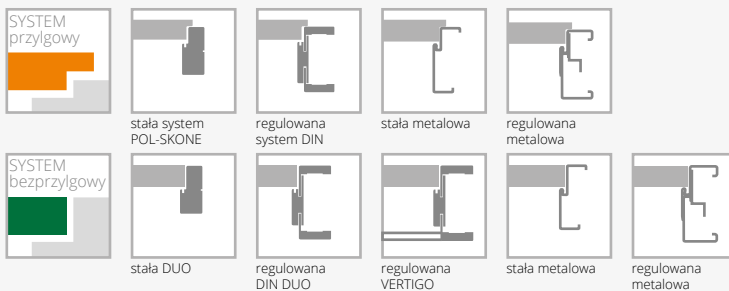 SYSTEM
przylgowy
stała system
POL-SKONE
regulowana
system DIN
stała metalowa
regulowana
metalowa
SYSTEM
bezprzylgowy
stała DUO
regulowana
DIN DUO
regulowana
VERTIGO
stała metalowa
regulowana
metalowa